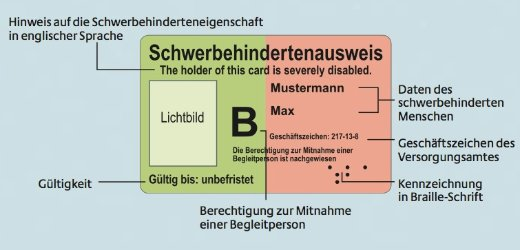 Hinweis auf die Schwerbehinderteneigenschaft
in englischer Sprache
Schwerbehindertenausweis
The holder of this card is severely disabled.
Mustermann
Max
Daten des
schwerbehinderten
Menschen
Lichtbild
B
Geschäftszeichen: 217-13-8
Geschäftszeichen des
Versorgungsamtes
Die Berechtigung zur Mitnahme einer
Begleitperson ist nachgewiesen
Gültigkeit
Gültig bis: unbefristet
Kennzeichnung
in Braille-Schrift
Berechtigung zur Mitnahme
einer Begleitperson